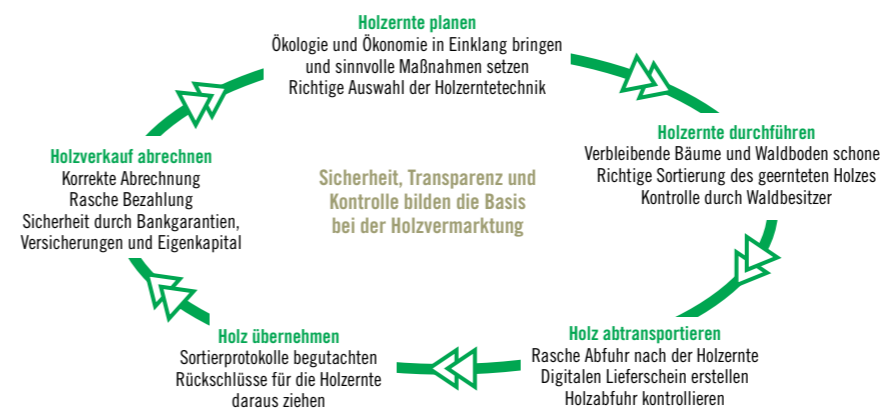 Holzernte planen
Ökologie und Ökonomie in Einklang bringen
und sinnvolle Maßnahmen setzen
Richtige Auswahl der Holzerntetechnik
Holzernte durchführen
Verbleibende Bäume und Waldboden schone
Richtige Sortierung des geernteten Holzes
Kontrolle durch Waldbesitzer
Holz abtransportieren
Rasche Abfuhr nach der Holzernte
Digitalen Lieferschein erstellen
Holzabfuhr kontrollieren
Holz übernehmen
Sortierprotokolle begutachten
Rückschlüsse für die Holzernte
daraus ziehen
Holzverkauf abrechnen
Korrekte Abrechnung
Rasche Bezahlung
Sicherheit durch Bankgarantien,
Versicherungen und Eigenkapital
Sicherheit, Transparenz und
Kontrolle bilden die Basis
bei der Holzvermarktung